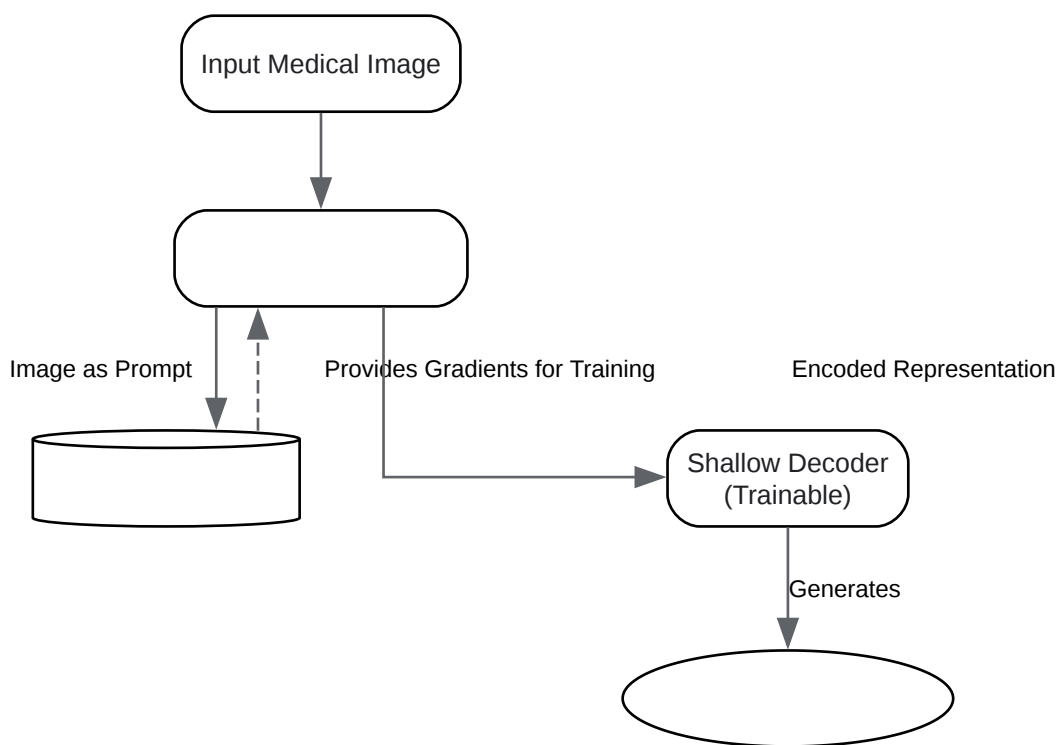 Input Medical Image
Image as Prompt
Provides Gradients for Training
Encoded Representation
Shallow Decoder
(Trainable)
Generates